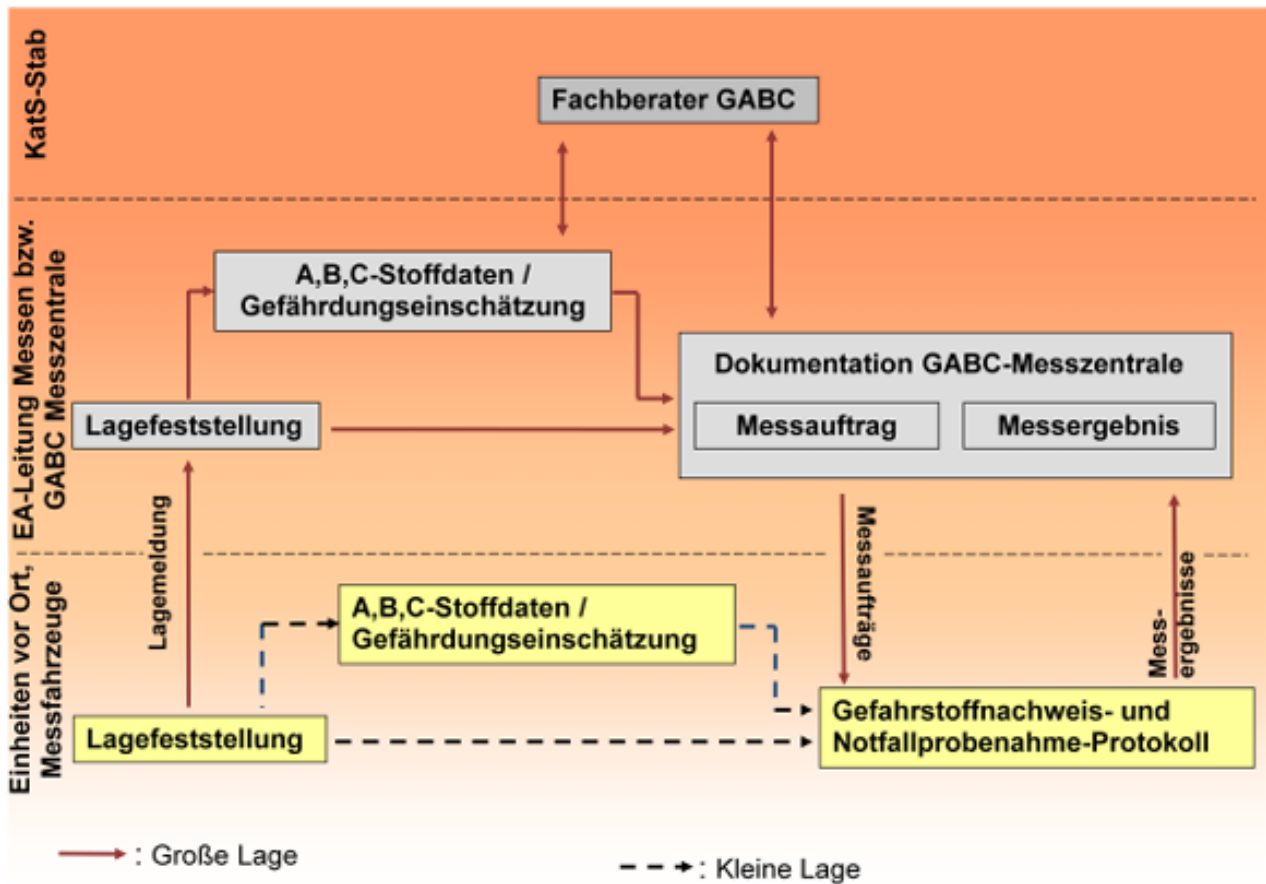 KatS-Stab
Fachberater GABC
EA-Leitung Messen bzw.
GABC Messzentrale
A,B,C-Stoffdaten /
Gefährdungseinschätzung
Dokumentation GABC-Messzentrale
Messauftrag
Messergebnis
Lagefeststellung
Lagemeldung
Messaufträge
Mess-
ergebnisse
Einheiten vor Ort,
Messfahrzeuge
A,B,C-Stoffdaten /
Gefährdungseinschätzung
Lagefeststellung
Gefahrstoffnachweis- und
Notfallprobenahme-Protokoll
: Große Lage
: Kleine Lage